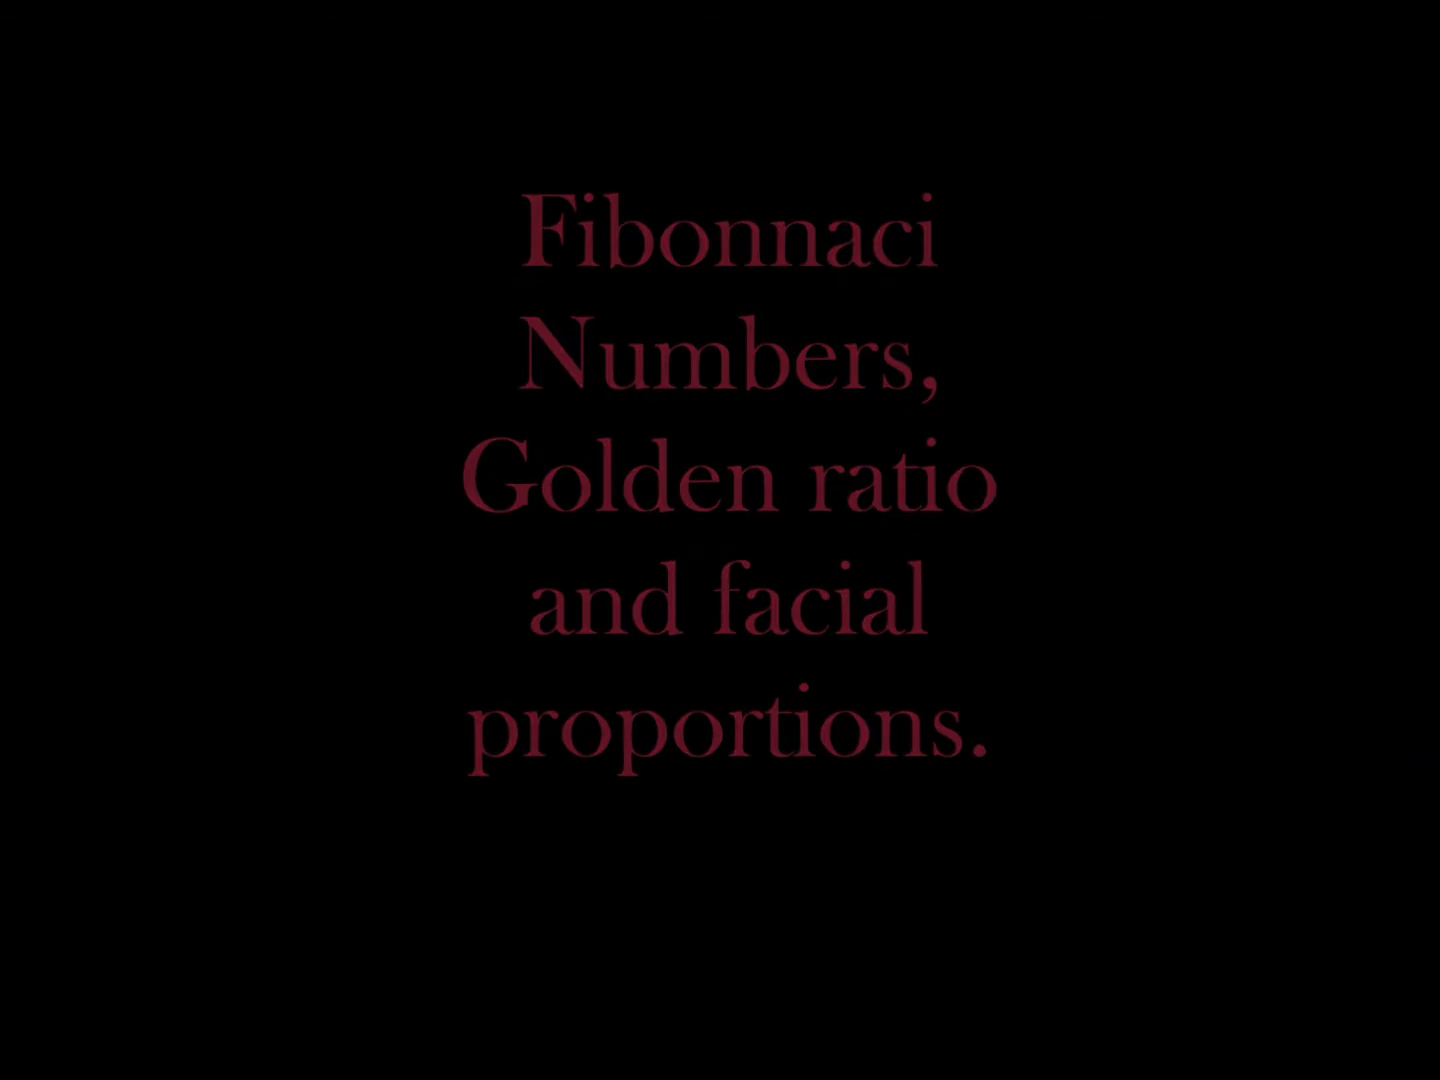 Fibonnaci
Numbers,
Golden ratio
and facial
proportions.